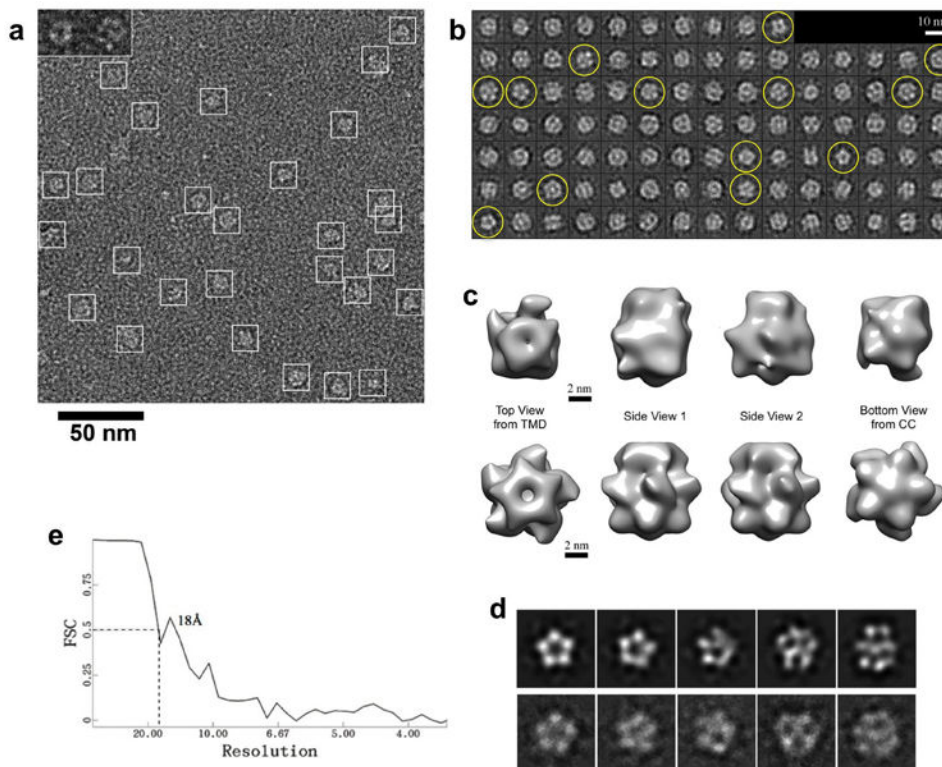 a
50 nm
b
10 n
c
2 nm
Top View
from TMD
Side View 1
Side View 2
Bottom View
from CC
2 nm
d
e
FSC
0.75
0.5
0.25
0
18Å
20.00
10.00
6.67
5.00
4.00
Resolution